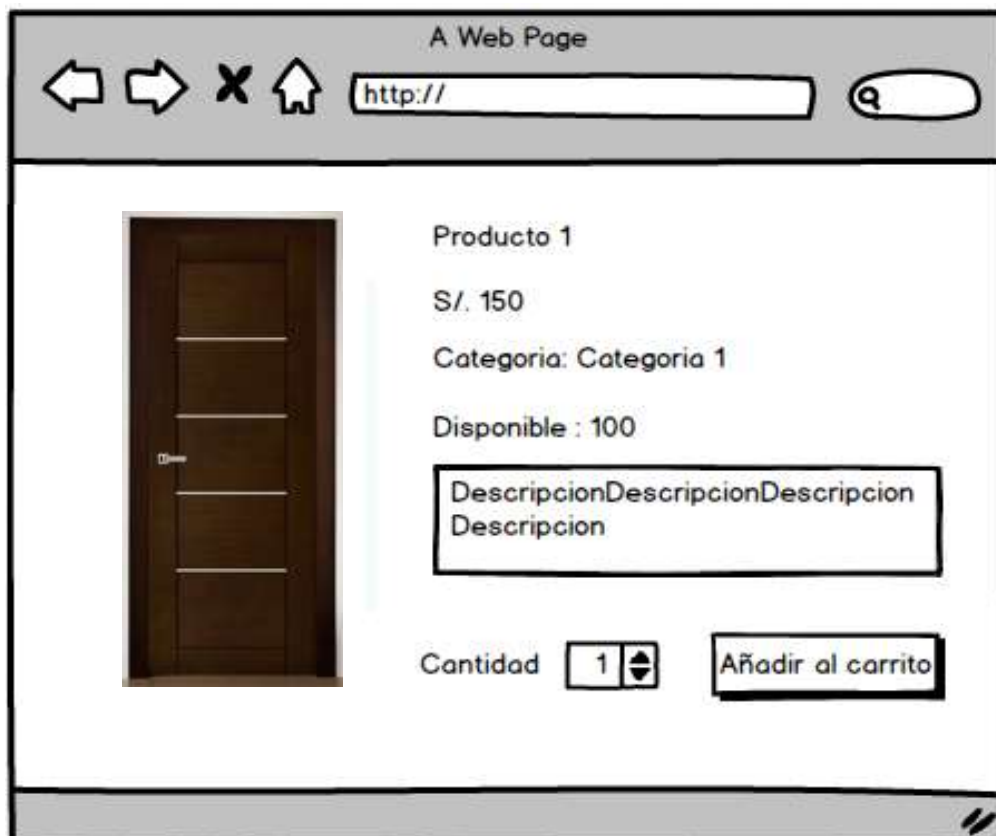 A Web Page
http://
Producto 1
S/. 150
Categoria: Categoria 1
Disponible : 100
DescripcionDescripcionDescripcion
Descripcion
Cantidad 1 Añadir al carrito